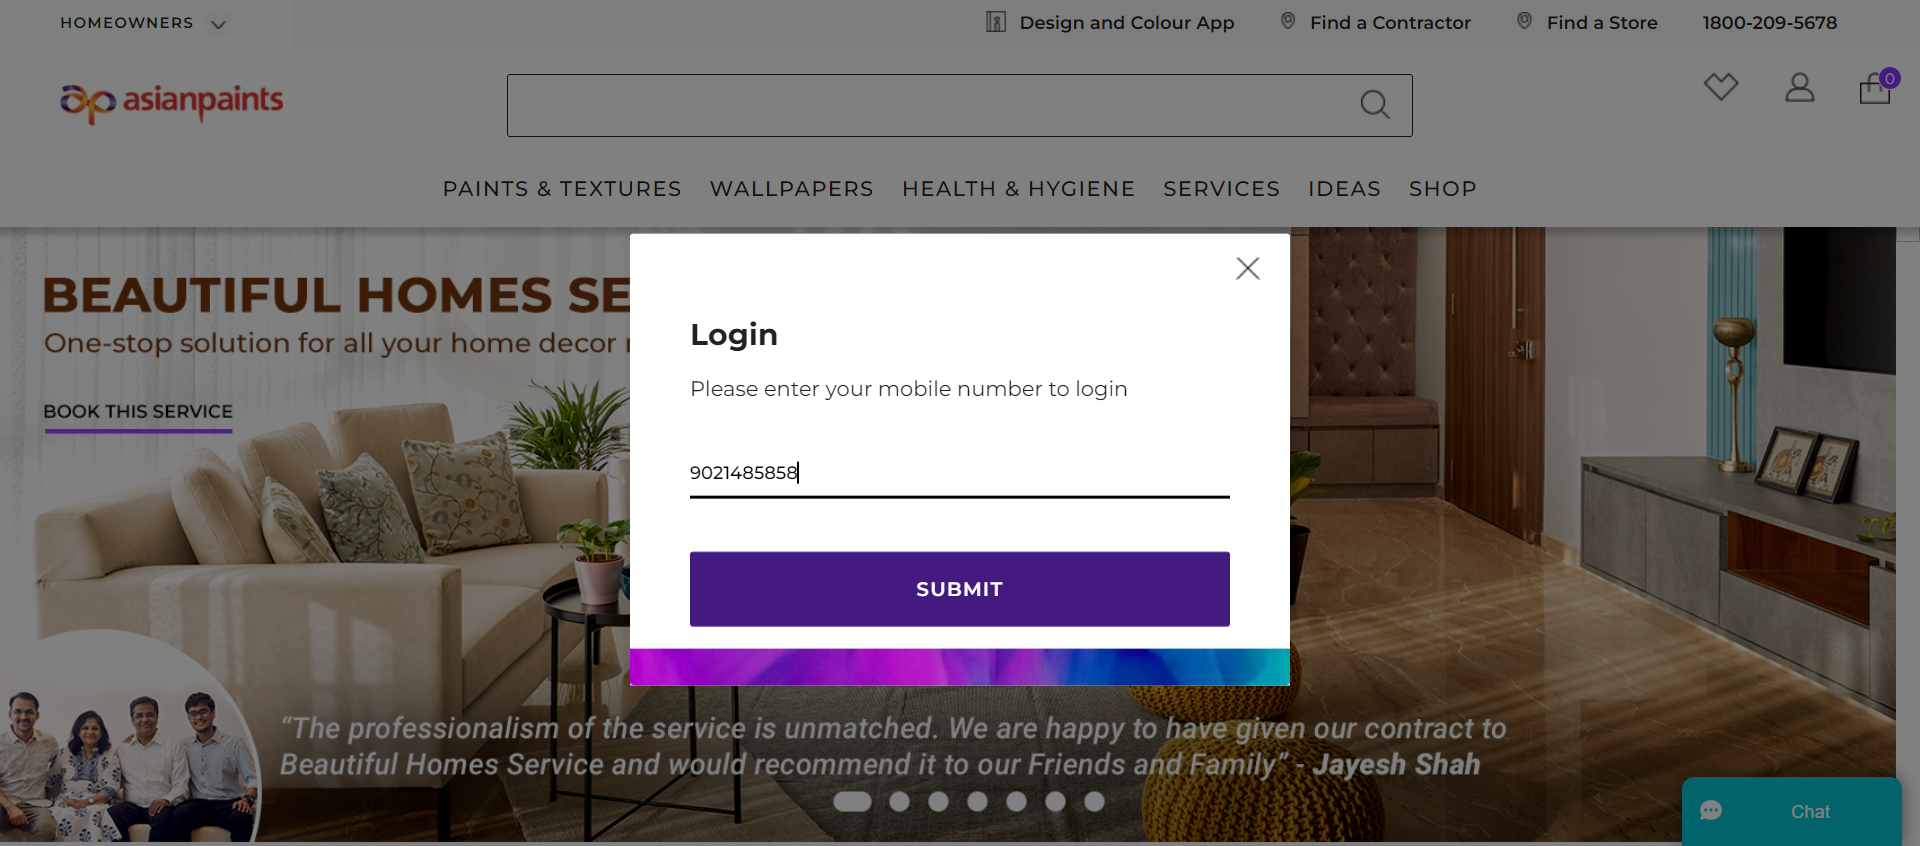 HOMEOWNERS
Design and Colour App
Find a Contractor
Find a Store
1800-209-5678
asianpaints
0
PAINTS & TEXTURES WALLPAPERS HEALTH & HYGIENE SERVICES IDEAS SHOP
BEAUTIFUL HOMES SE
One-stop solution for all your home decor
BOOK THIS SERVICE
Login
Please enter your mobile number to login
9021485858
SUBMIT
“The professionalism of the service is unmatched. We are happy to have given our contract to
Beautiful Homes Service and would recommend it to our Friends and Family” - Jayesh Shah
Chat